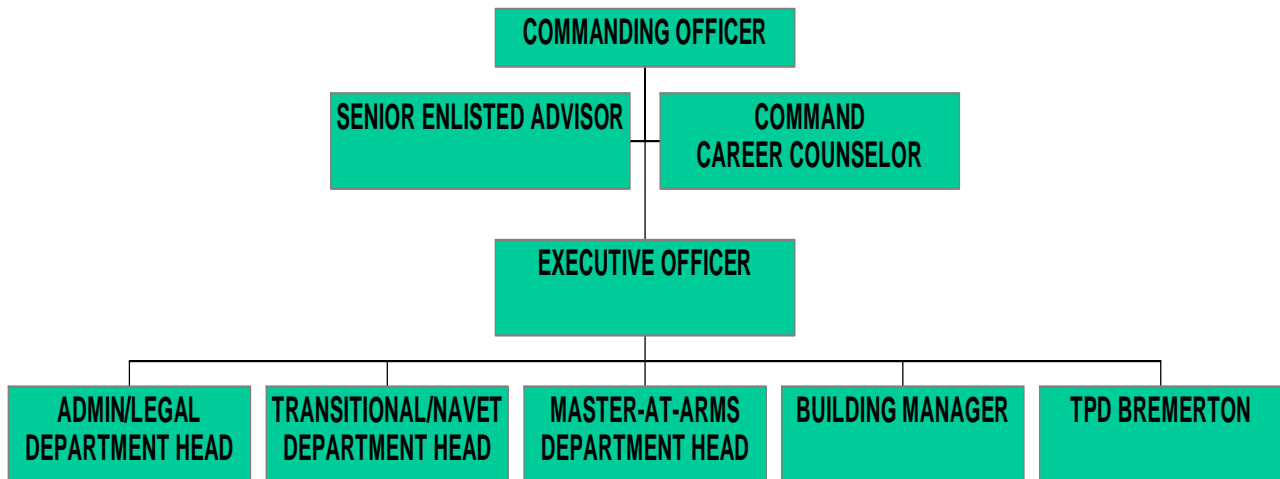 COMMANDING OFFICER
SENIOR ENLISTED ADVISOR
COMMAND
CAREER COUNSELOR
EXECUTIVE OFFICER
ADMIN/LEGAL
DEPARTMENT HEAD
TRANSITIONAL/NAVET
DEPARTMENT HEAD
MASTER-AT-ARMS
DEPARTMENT HEAD
BUILDING MANAGER
TPD BREMERTON